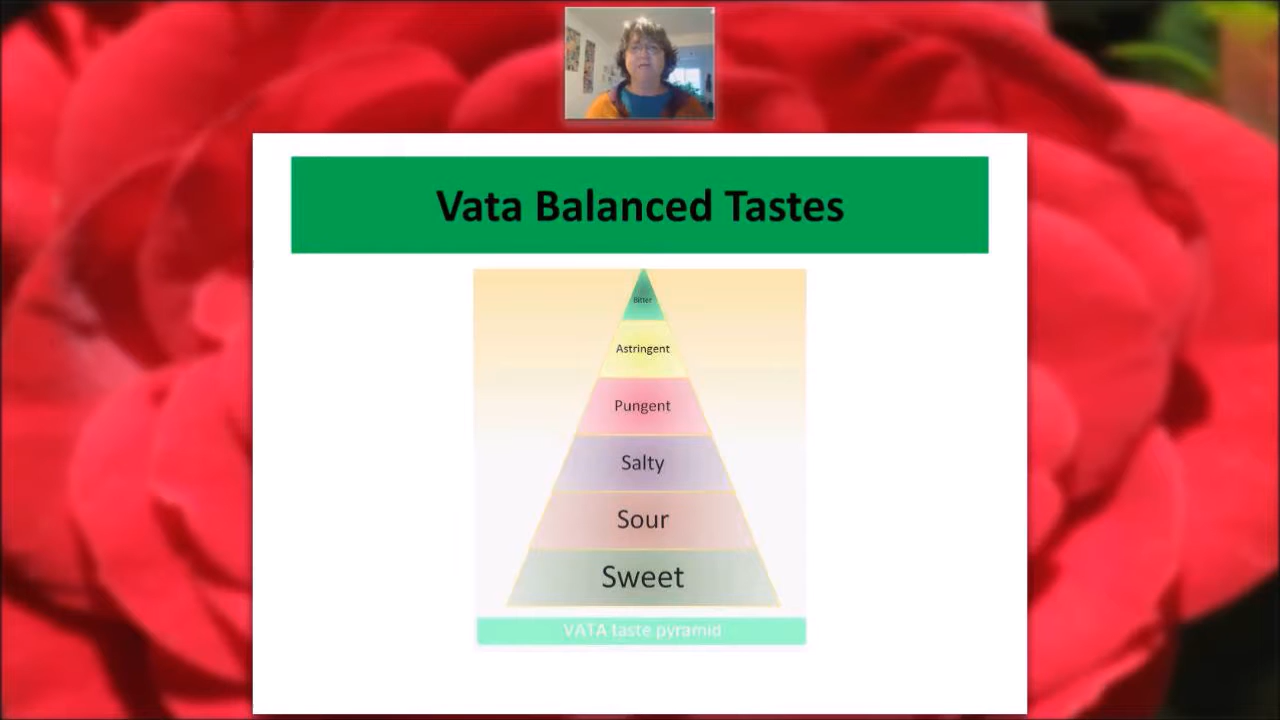 Vata Balanced Tastes
Bitter
Astringent
Pungent
Salty
Sour
Sweet
VATA taste pyramid